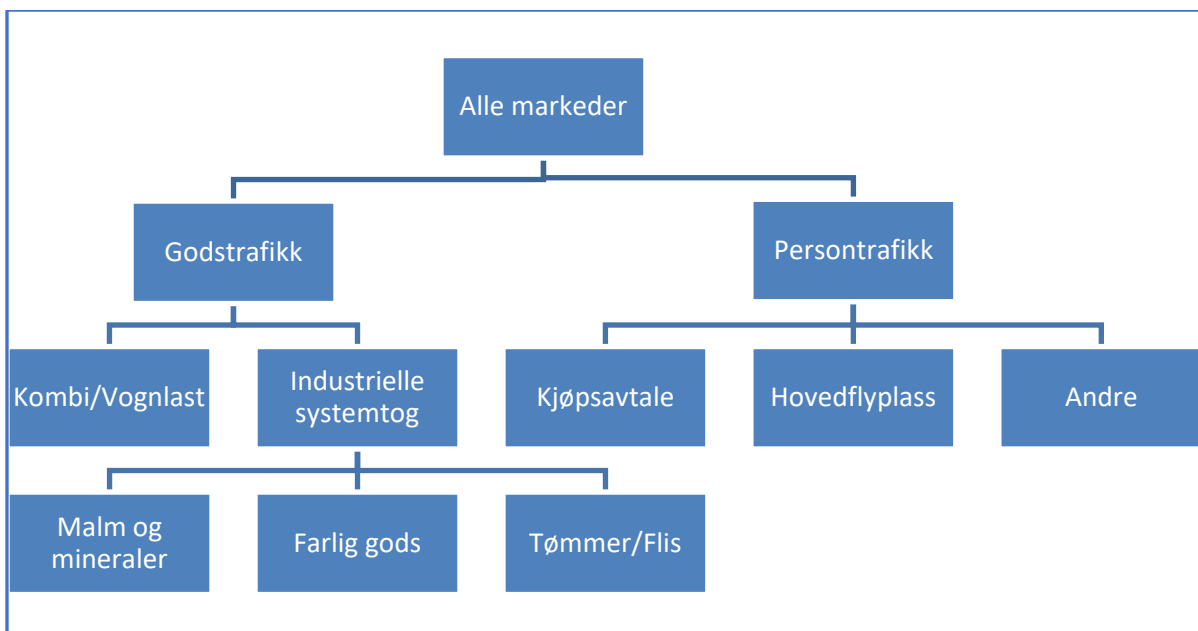 Alle markeder
Godstrafikk
Persontrafikk
Kombi/Vognlast
Industrielle
systemtog
Kjøpsavtale
Hovedflyplass
Andre
Malm og
mineraler
Farlig gods
Tømmer/Flis